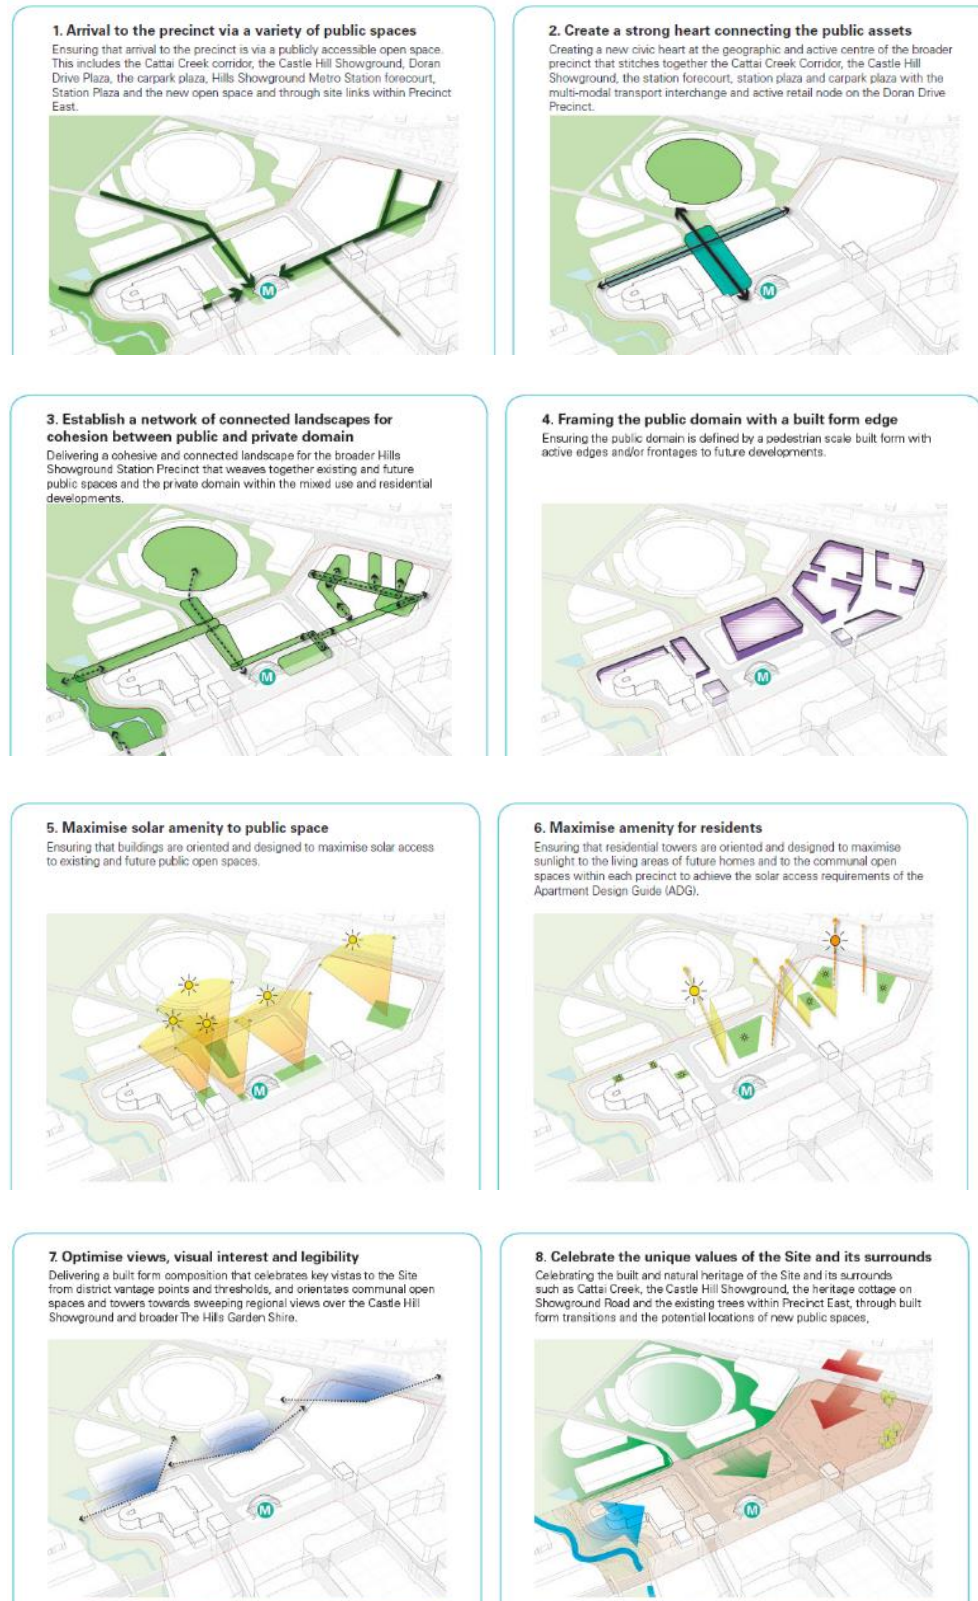 1. Arrival to the precinct via a variety of public spaces
Ensuring that arrival to the precinct is via a publicly accessible open space.
This includes the Cattai Creek corridor, the Castle Hill Showground, Doran
Drive Plaza, the carpark plaza, Hills Showground Metro Station forecourt,
Station Plaza and the new open space and through site links within Precinct
East.
M
2. Create a strong heart connecting the public assets
Creating a new civic heart at the geographic and active centre of the broader
precinct that stitches together the Cattai Creek Corridor, the Castle Hill
Showground, the station forecourt, station plaza and carpark plaza with the
multi-modal transport interchange and active retail node on the Doran Drive
Precinct.
M
3. Establish a network of connected landscapes for
cohesion between public and private domain
Delivering a cohesive and connected landscape for the broader Hills
Showground Station Precinct that weaves together existing and future
public spaces and the private domain within the mixed use and residential
developments.
M
4. Framing the public domain with a built form edge
Ensuring the public domain is defined by a pedestrian scale built form with
active edges and/or frontages to future developments.
M
5. Maximise solar amenity to public space
Ensuring that buildings are oriented and designed to maximise solar access
to existing and future public open spaces.
M
6. Maximise amenity for residents
Ensuring that residential towers are oriented and designed to maximise
sunlight to the living areas of future homes and to the communal open
spaces within each precinct to achieve the solar access requirements of the
Apartment Design Guide (ADG).
M
7. Optimise views, visual interest and legibility
Delivering a built form composition that celebrates key vistas to the Site
from district vantage points and thresholds, and orientates communal open
spaces and towers towards sweeping regional views over the Castle Hill
Showground and broader The Hills Garden Shire.
M
8. Celebrate the unique values of the Site and its surrounds
Celebrating the built and natural heritage of the Site and its surrounds
such as Cattai Creek, the Castle Hill Showground, the heritage cottage on
Showground Road and the existing trees within Precinct East, through built
form transitions and the potential locations of new public spaces,
M